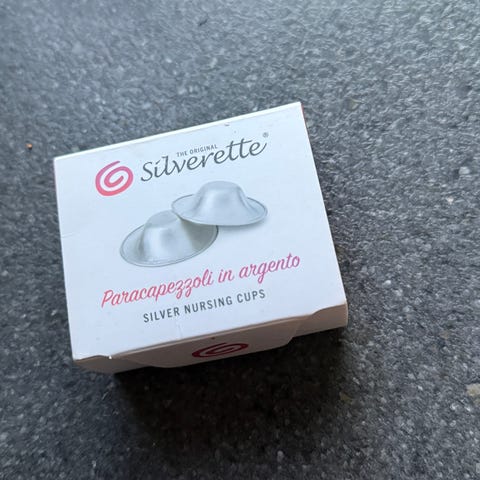 THE ORIGINAL
Silverette®
Paracapezzoli in argento
SILVER NURSING CUPS